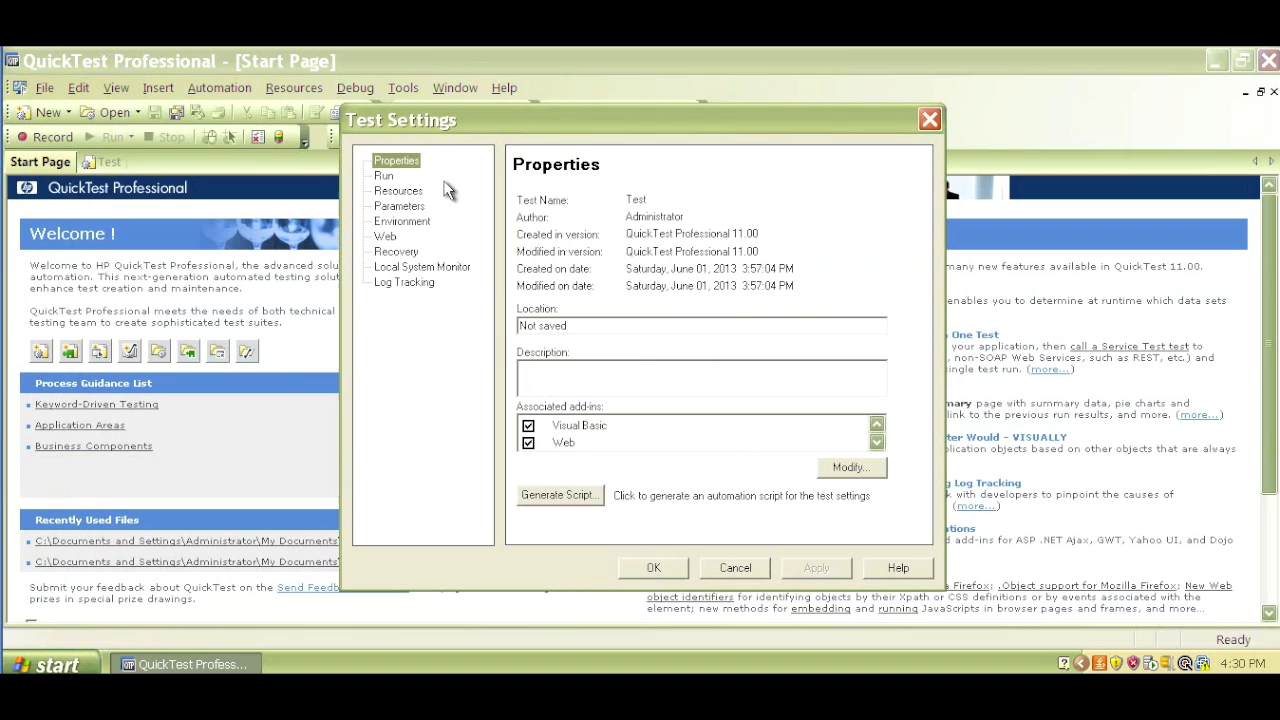 QuickTest Professional - [Start Page]
File Edit View Insert Automation Resources Debug Tools Window Help
New Open
Record Run Stop
Start Page Test
QuickTest Professional
Welcome !
Welcome to HP QuickTest Professional, the advanced
automation. This next-generation automated testing
enhance test creation and maintenance.
QuickTest Professional meets the needs of both technical
testing team to create sophisticated test suites.
Process Guidance List
Keyword-Driven Testing
Application Areas
Business Components
Recently Used Files
C:\Documents and Settings\Administrator\My Documents\
C:\Documents and Settings\Administrator\My Documents\
Submit your feedback about QuickTest on the Send
prizes in special prize drawings.
Test Settings
Properties
Run
Resources
Parameters
Environment
Web
Recovery
Local System Monitor
Log Tracking
Properties
Test Name: Test
Author: Administrator
Created in version: QuickTest Professional 11.00
Modified in version: QuickTest Professional 11.00
Created on date: Saturday, June 01, 2013 3:57:04 PM
Modified on date: Saturday, June 01, 2013 3:57:04 PM
Location:
Not saved
Description:
Associated add-ins:
Visual Basic
Web
Modify...
Generate Script... Click to generate an automation script for the test settings
OK Cancel Apply Help
many new features available in QuickTest 11.00.
enables you to determine at runtime which data sets
One Test
your application, then call a Service Test test to
non-SOAP Web Services, such as REST, etc.) and
single test run. (more...)
page with summary data, pie charts and
link to the previous run results, and more. (more...)
ter Would - VISUALLY
lication objects based on other objects that are always
g Log Tracking
k with developers to pinpoint the causes of
(more...)
ations
d add-ins for ASP .NET Ajax, GWT, Yahoo UI, and Dojo
Firefox; .Object support for Mozilla Firefox; New Web
object identifiers for identifying objects by their Xpath or CSS definitions or by events associated with the
element; new methods for embedding and running JavaScripts in browser pages and frames, and more...
Ready
start QuickTest Profess... 4:30 PM